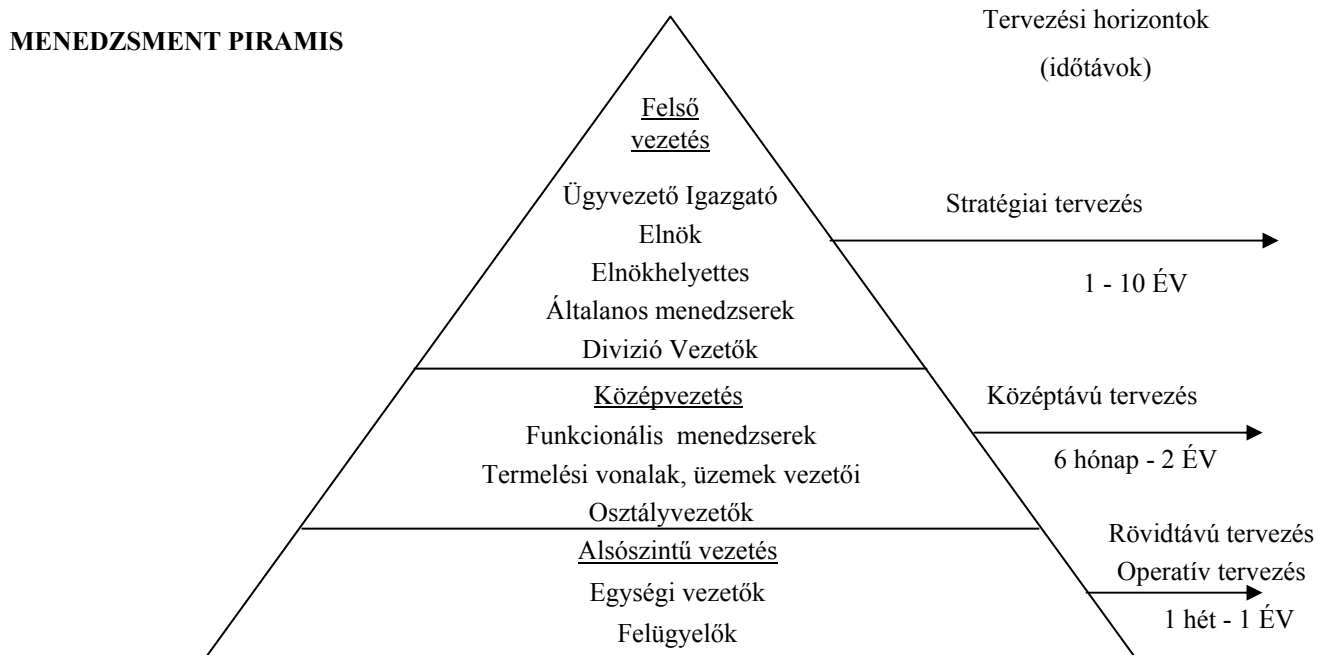 MENEDZSMENT PIRAMIS
Tervezési horizontok
(időtávok)
Felső
vezetés
Ügyvezető Igazgató
Elnök
Elnökhelyettes
Általanos menedzserek
Divizió Vezetők
Stratégiai tervezés
1 - 10 ÉV
Középvezetés
Funkcionális menedzserek
Termelési vonalak, üzemek vezetői
Osztályvezetők
Középtávú tervezés
6 hónap - 2 ÉV
Alsószintű vezetés
Egységi vezetők
Felügyelők
Rövidtávú tervezés
Operatív tervezés
1 hét - 1 ÉV